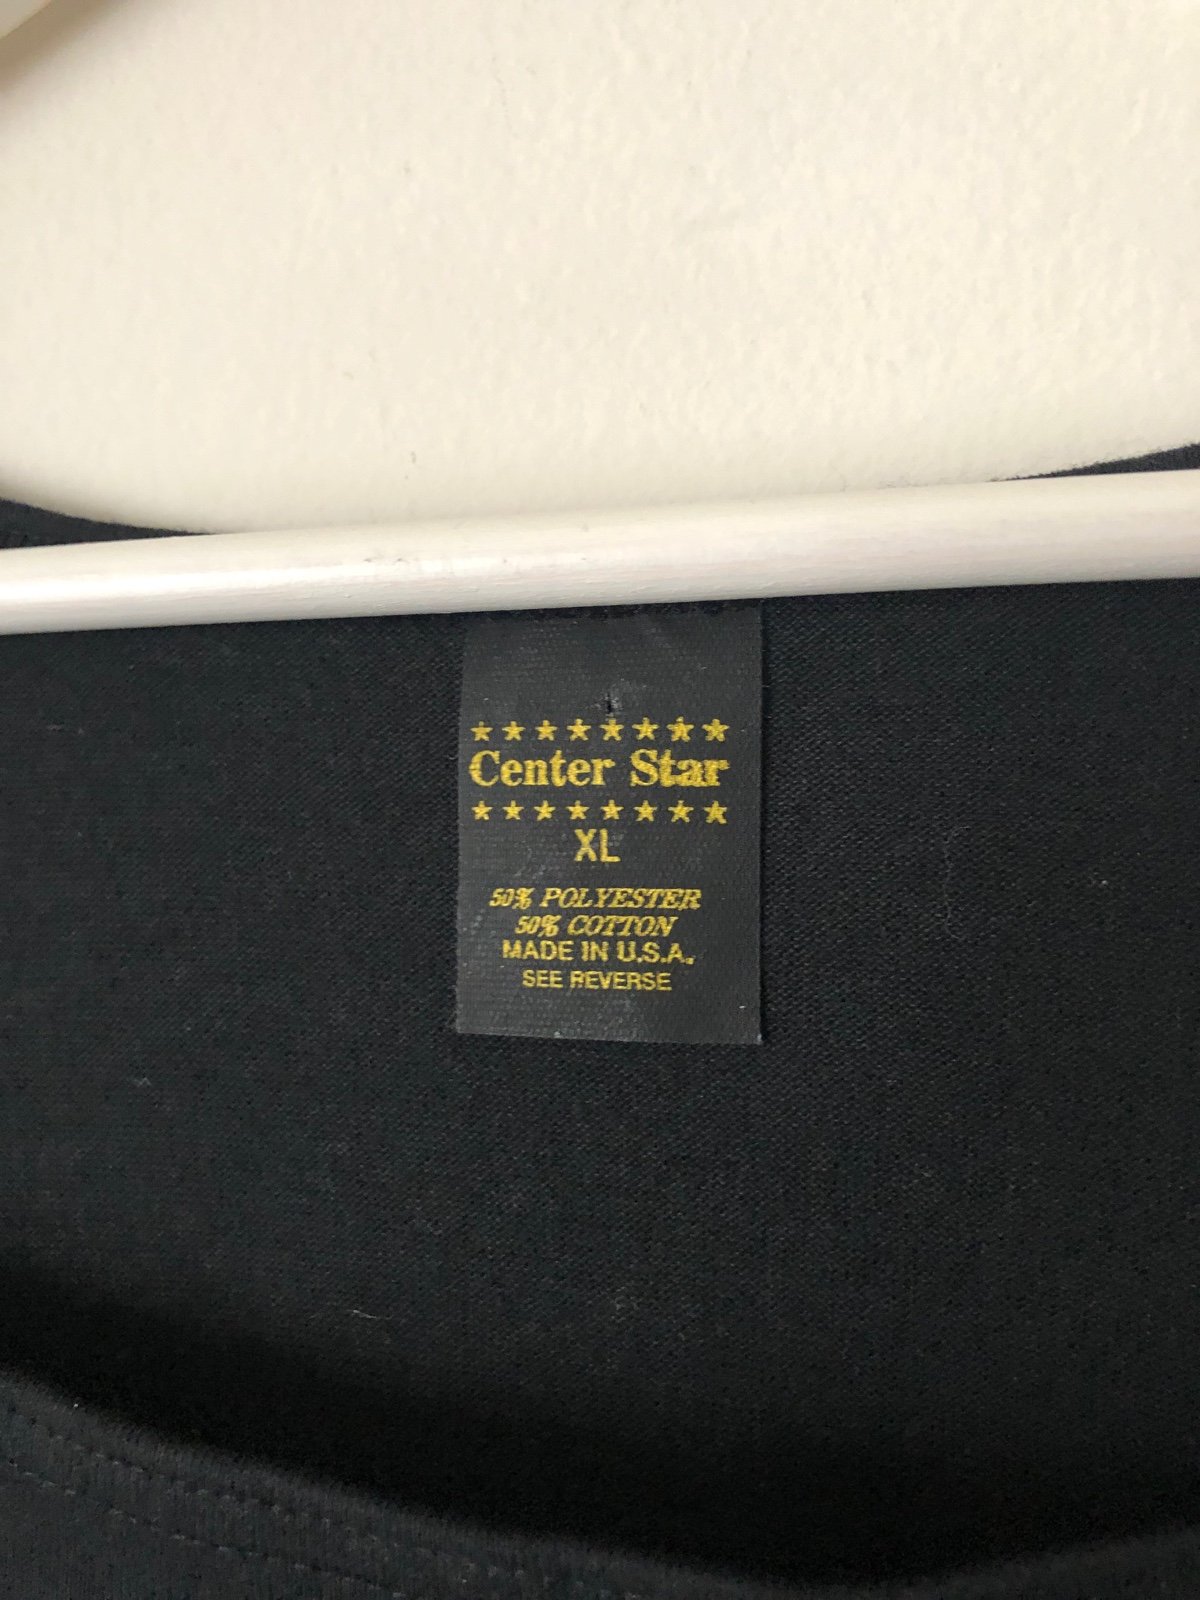 ★ ★ ★ ★ ★ ★ ★ ★
Center Star
★ ★ ★ ★ ★ ★ ★ ★
XL
50% POLYESTER
50% COTTON
MADE IN U.S.A.
SEE REVERSE